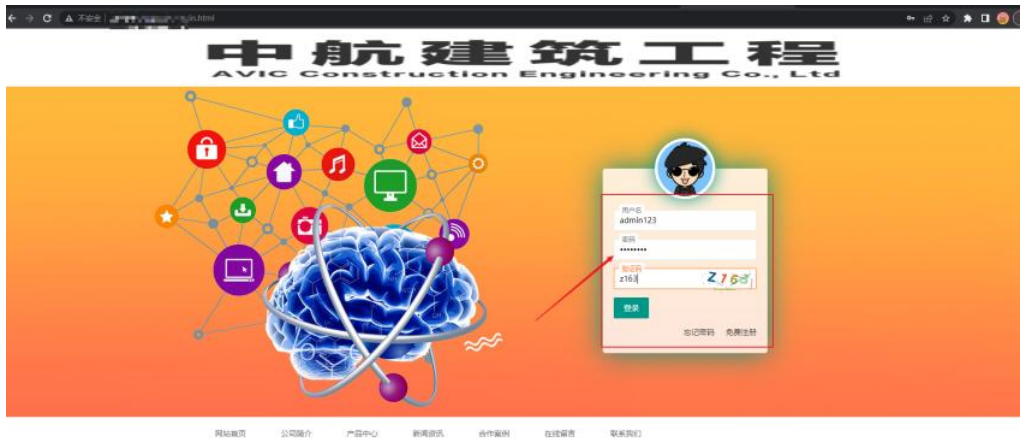 不安全
in.html
中航建筑工程
AVIC Construction Engineering Co., Ltd
用户名
admin123
密码
••••••••
验证码
z163
Z163
登录
忘记密码 免费注册
网站首页 公司简介 产品中心 新闻资讯 合作案例 在线留言 联系我们